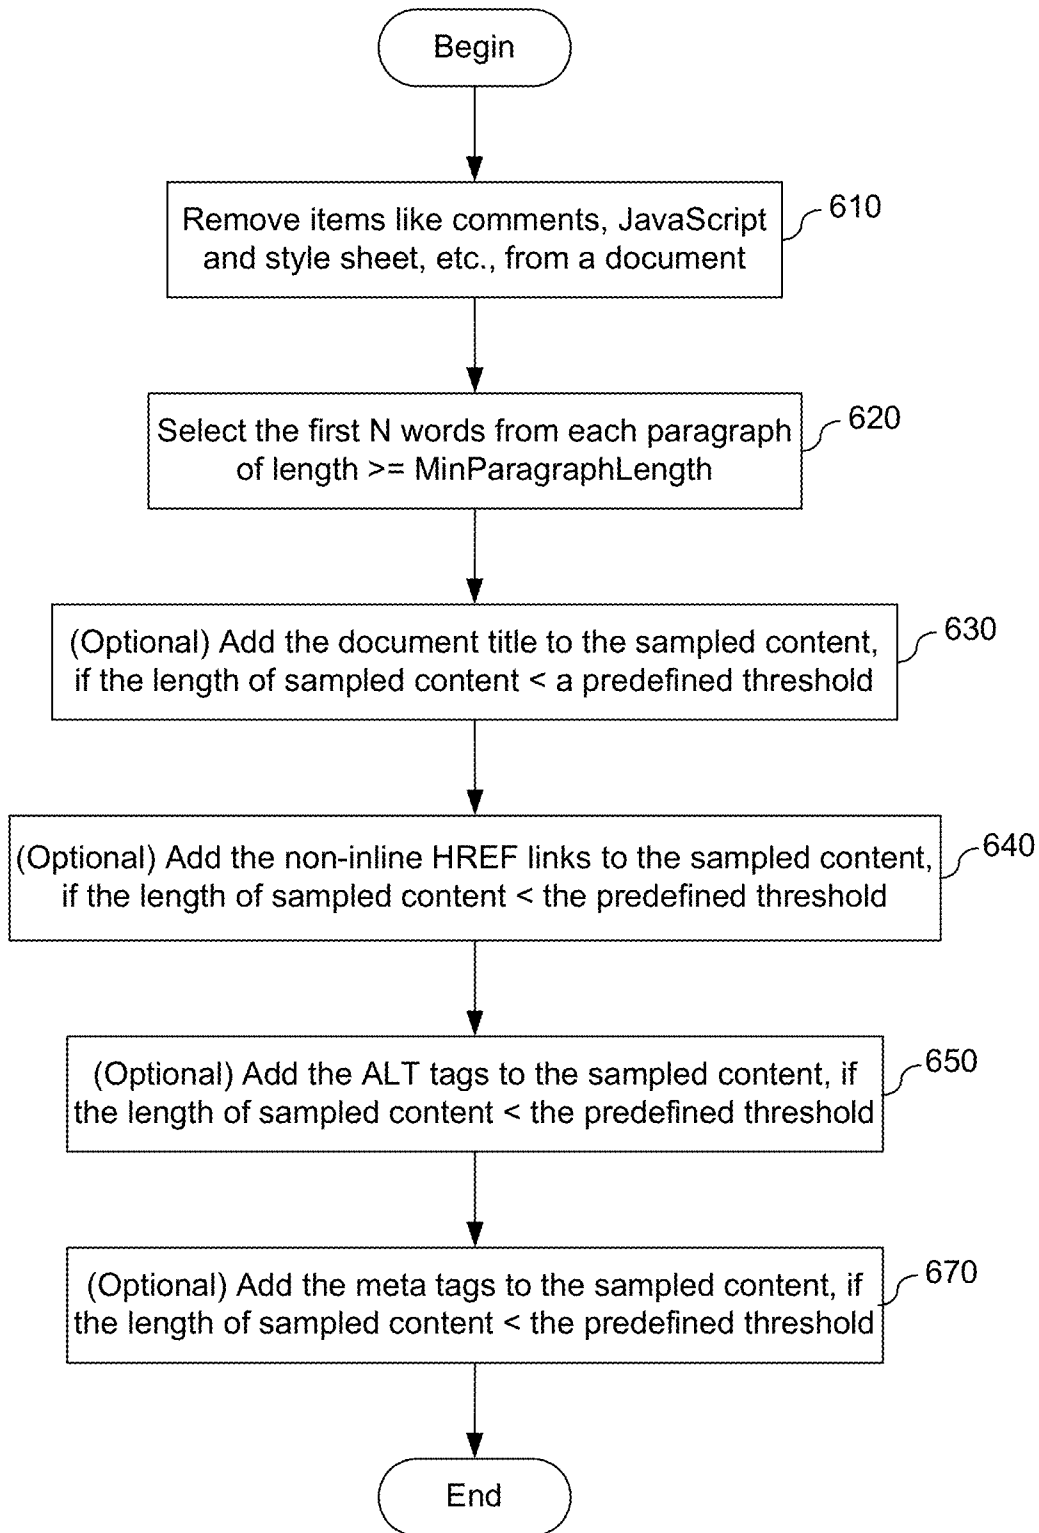 Begin
Remove items like comments, JavaScript
and style sheet, etc., from a document
610
Select the first N words from each paragraph
of length >= MinParagraphLength
620
(Optional) Add the document title to the sampled content,
if the length of sampled content < a predefined threshold
630
(Optional) Add the non-inline HREF links to the sampled content,
if the length of sampled content < the predefined threshold
640
(Optional) Add the ALT tags to the sampled content, if
the length of sampled content < the predefined threshold
650
(Optional) Add the meta tags to the sampled content, if
the length of sampled content < the predefined threshold
670
End